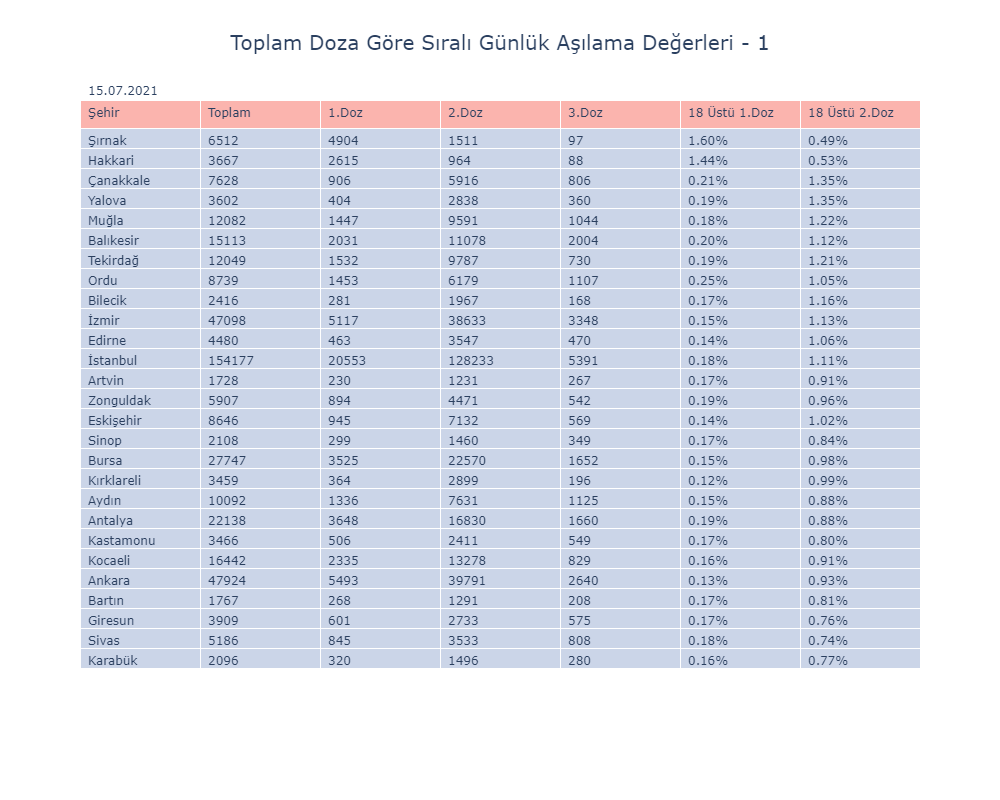 Toplam Doza Göre Sıralı Günlük Aşılama Değerleri - 1
15.07.2021
Şehir Toplam 1.Doz 2.Doz 3.Doz 18 Üstü 1.Doz 18 Üstü 2.Doz
Şırnak 6512 4904 1511 97 1.60% 0.49%
Hakkari 3667 2615 964 88 1.44% 0.53%
Çanakkale 7628 906 5916 806 0.21% 1.35%
Yalova 3602 404 2838 360 0.19% 1.35%
Muğla 12082 1447 9591 1044 0.18% 1.22%
Balıkesir 15113 2031 11078 2004 0.20% 1.12%
Tekirdağ 12049 1532 9787 730 0.19% 1.21%
Ordu 8739 1453 6179 1107 0.25% 1.05%
Bilecik 2416 281 1967 168 0.17% 1.16%
İzmir 47098 5117 38633 3348 0.15% 1.13%
Edirne 4480 463 3547 470 0.14% 1.06%
İstanbul 154177 20553 128233 5391 0.18% 1.11%
Artvin 1728 230 1231 267 0.17% 0.91%
Zonguldak 5907 894 4471 542 0.19% 0.96%
Eskişehir 8646 945 7132 569 0.14% 1.02%
Sinop 2108 299 1460 349 0.17% 0.84%
Bursa 27747 3525 22570 1652 0.15% 0.98%
Kırklareli 3459 364 2899 196 0.12% 0.99%
Aydın 10092 1336 7631 1125 0.15% 0.88%
Antalya 22138 3648 16830 1660 0.19% 0.88%
Kastamonu 3466 506 2411 549 0.17% 0.80%
Kocaeli 16442 2335 13278 829 0.16% 0.91%
Ankara 47924 5493 39791 2640 0.13% 0.93%
Bartın 1767 268 1291 208 0.17% 0.81%
Giresun 3909 601 2733 575 0.17% 0.76%
Sivas 5186 845 3533 808 0.18% 0.74%
Karabük 2096 320 1496 280 0.16% 0.77%